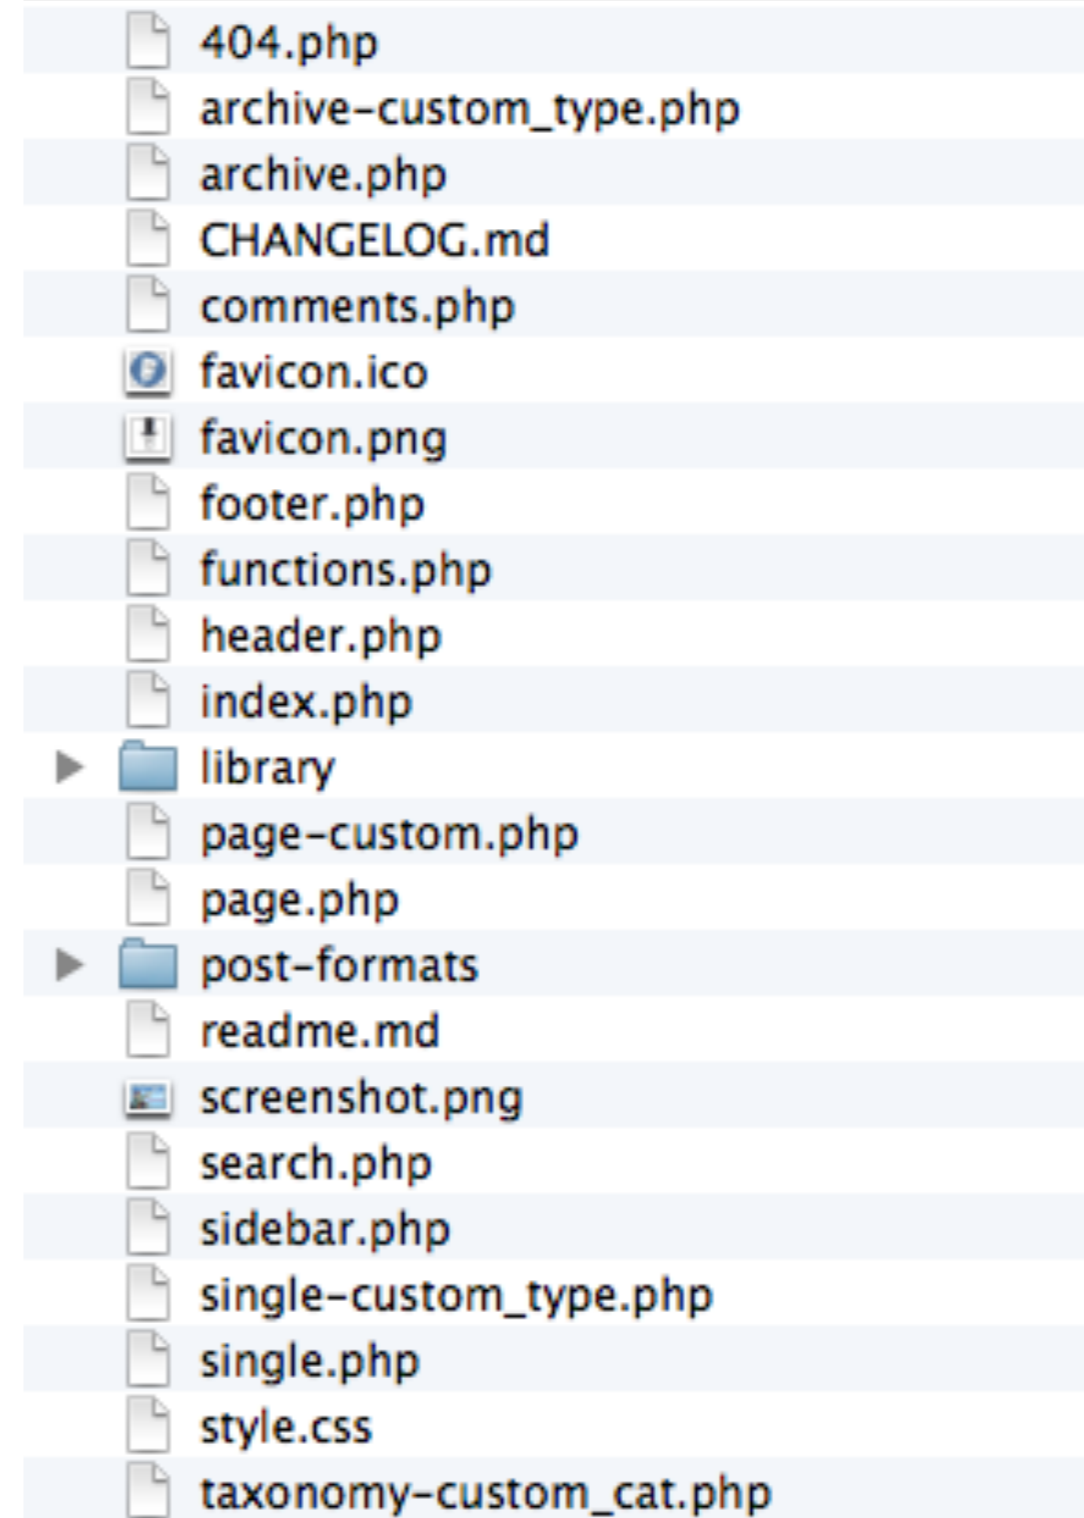 404.php
archive-custom_type.php
archive.php
CHANGELOG.md
comments.php
favicon.ico
favicon.png
footer.php
functions.php
header.php
index.php
library
page-custom.php
page.php
post-formats
readme.md
screenshot.png
search.php
sidebar.php
single-custom_type.php
single.php
style.css
taxonomy-custom_cat.php